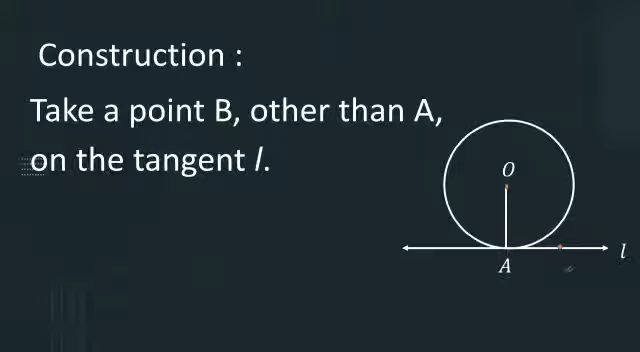 Construction :
Take a point B, other than A,
on the tangent l.
O
A
l